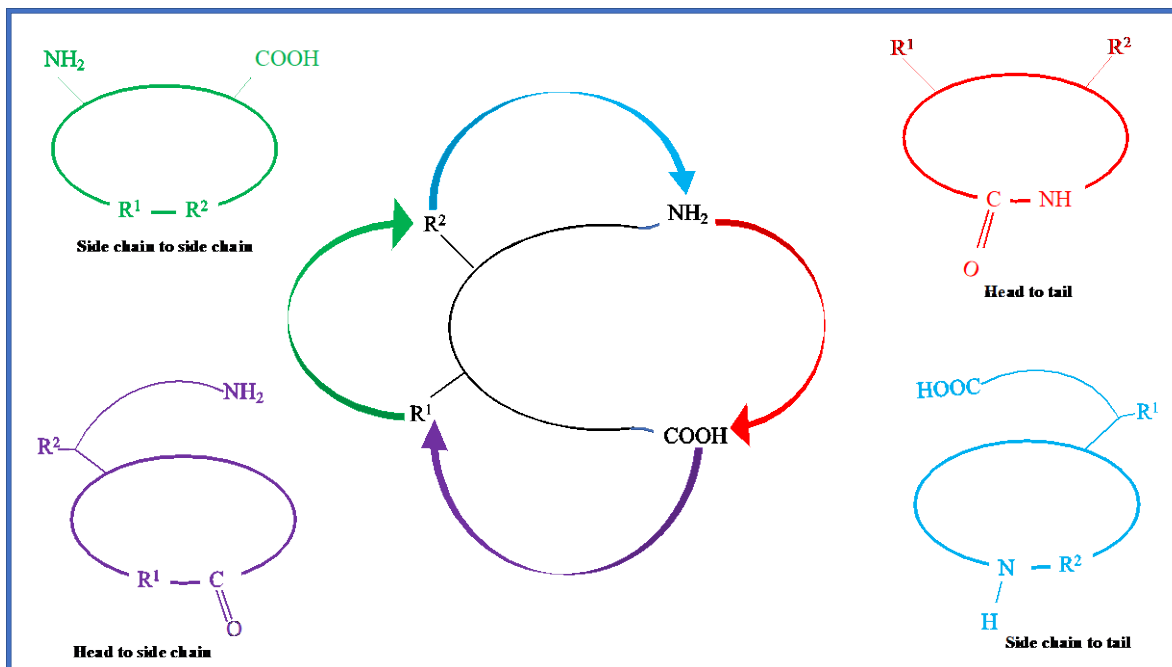 NH₂
COOH
R¹
R²
Side chain to side chain
R²
NH₂
R¹
COOH
R¹
R²
C
NH
O
Head to tail
NH₂
R²
R¹
C
O
Head to side chain
HOOC
R¹
N
R²
H
Side chain to tail